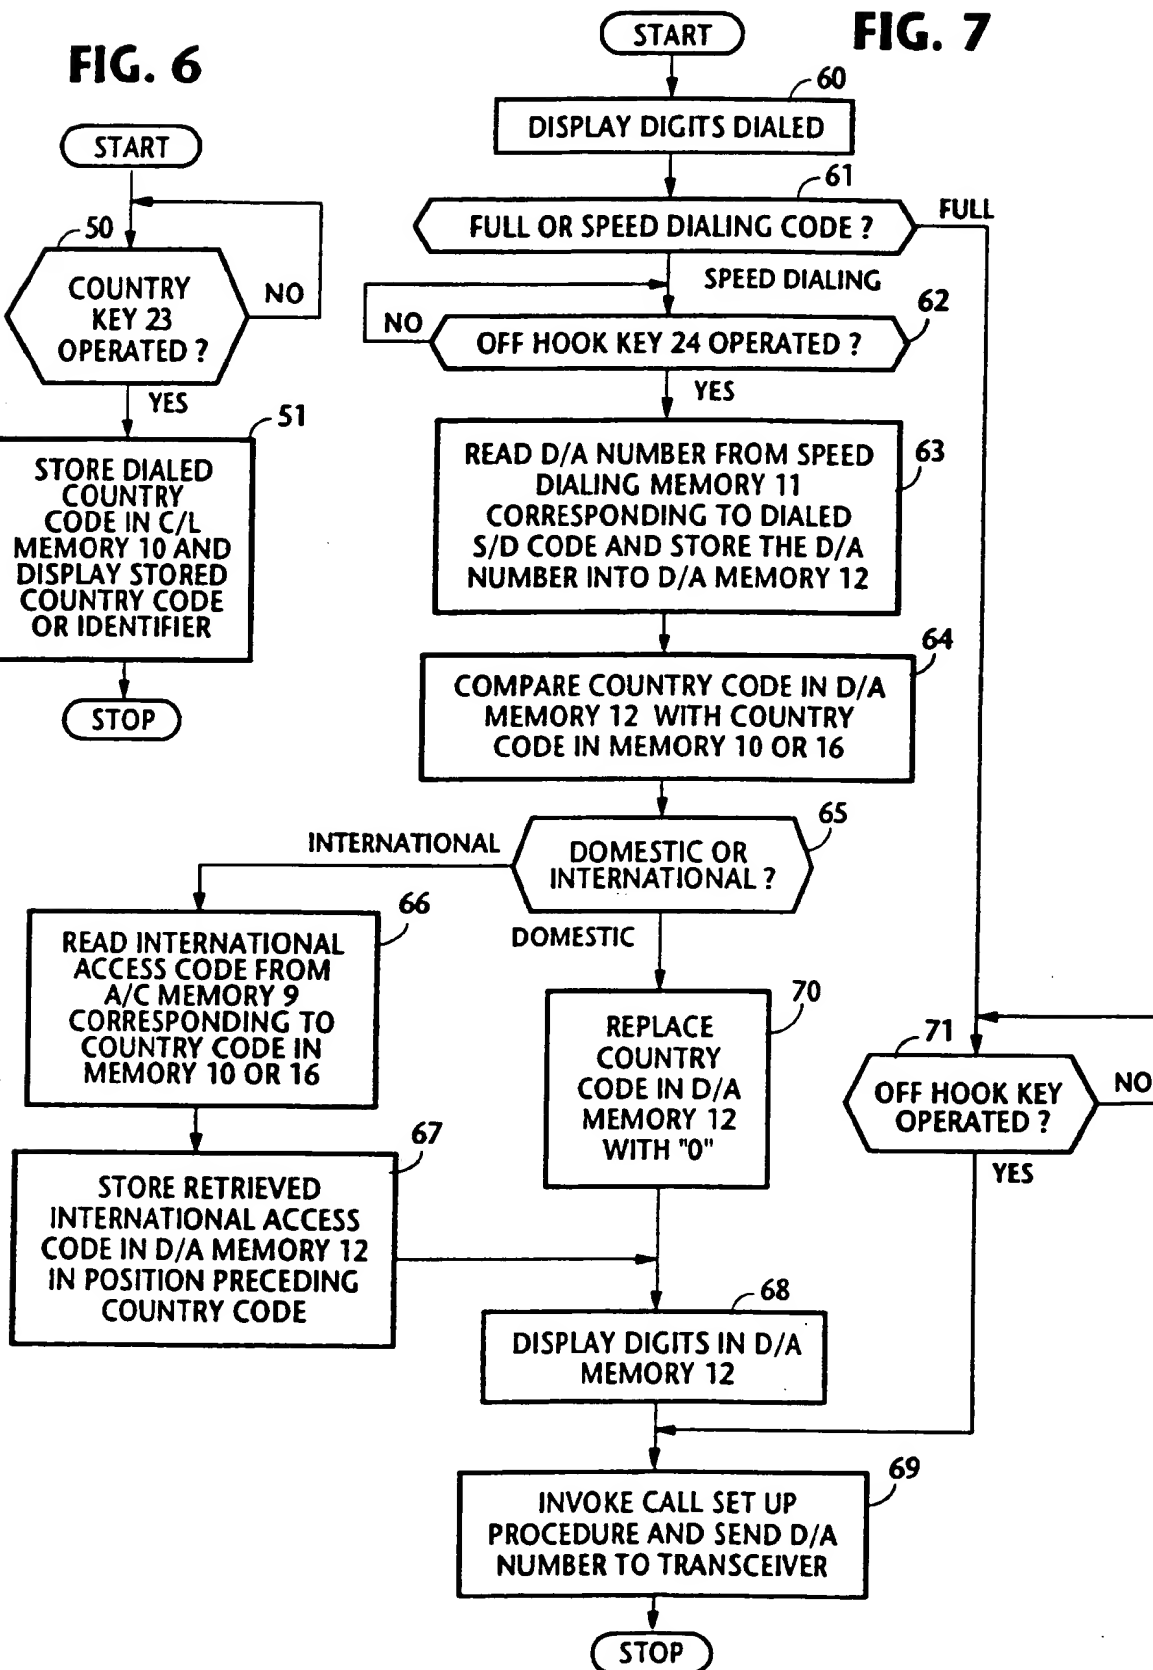 FIG. 6
START
50
COUNTRY
KEY 23
OPERATED ?
NO
YES
51
STORE DIALED
COUNTRY
CODE IN C/L
MEMORY 10 AND
DISPLAY STORED
COUNTRY CODE
OR IDENTIFIER
STOP
FIG. 7
START
60
DISPLAY DIGITS DIALED
61
FULL OR SPEED DIALING CODE ?
FULL
SPEED DIALING
62
NO
OFF HOOK KEY 24 OPERATED ?
YES
63
READ D/A NUMBER FROM SPEED
DIALING MEMORY 11
CORRESPONDING TO DIALED
S/D CODE AND STORE THE D/A
NUMBER INTO D/A MEMORY 12
64
COMPARE COUNTRY CODE IN D/A
MEMORY 12 WITH COUNTRY
CODE IN MEMORY 10 OR 16
65
INTERNATIONAL
DOMESTIC OR
INTERNATIONAL ?
DOMESTIC
66
READ INTERNATIONAL
ACCESS CODE FROM
A/C MEMORY 9
CORRESPONDING TO
COUNTRY CODE IN
MEMORY 10 OR 16
67
STORE RETRIEVED
INTERNATIONAL ACCESS
CODE IN D/A MEMORY 12
IN POSITION PRECEDING
COUNTRY CODE
70
REPLACE
COUNTRY
CODE IN D/A
MEMORY 12
WITH "0"
71
OFF HOOK KEY
OPERATED ?
NO
YES
68
DISPLAY DIGITS IN D/A
MEMORY 12
69
INVOKE CALL SET UP
PROCEDURE AND SEND D/A
NUMBER TO TRANSCEIVER
STOP